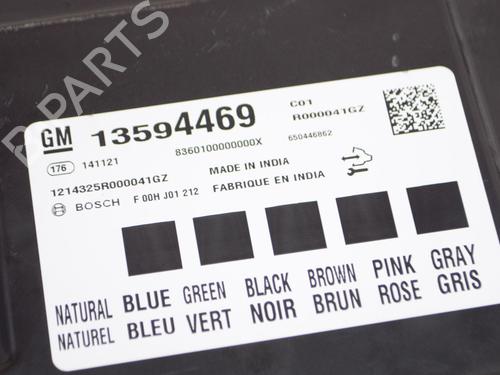 B PARTS
GM 13594469 C01
R000041GZ
176 141121 8360100000000X 650446862
1214325R000041GZ MADE IN INDIA
BOSCH F 00H J01 212 FABRIQUE EN INDIA
NATURAL BLUE GREEN BLACK BROWN PINK GRAY
NATUREL BLEU VERT NOIR BRUN ROSE GRIS